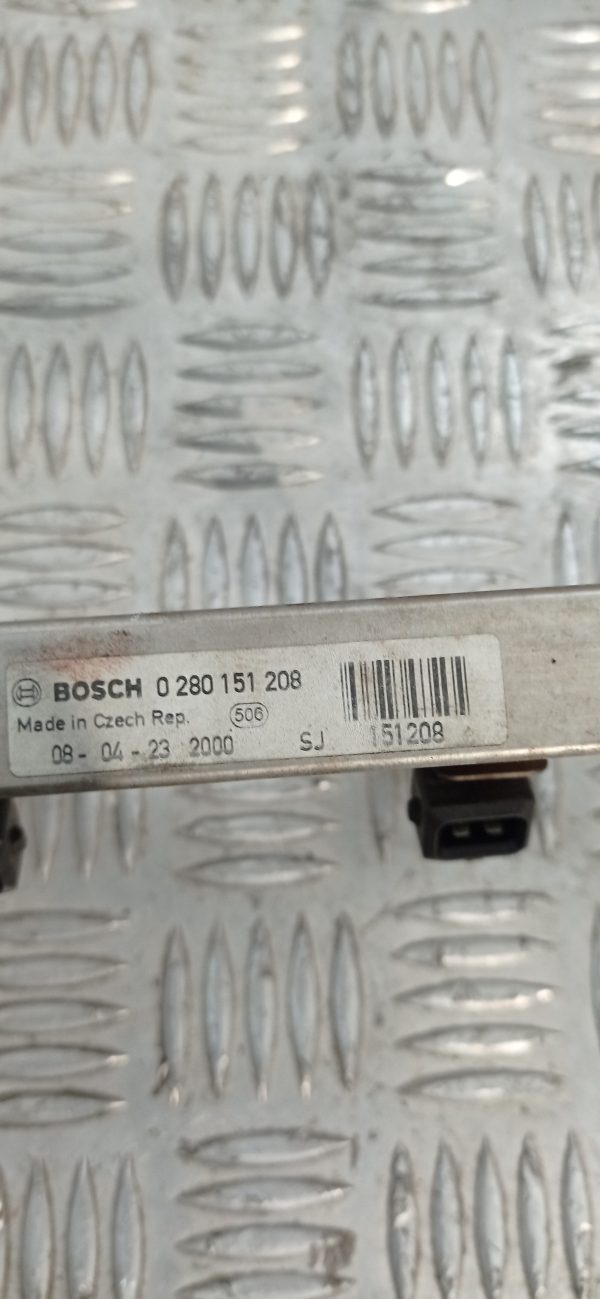 BOSCH 0 280 151 208
Made in Czech Rep. 506
08 - 04 - 23 2000 SJ 151208